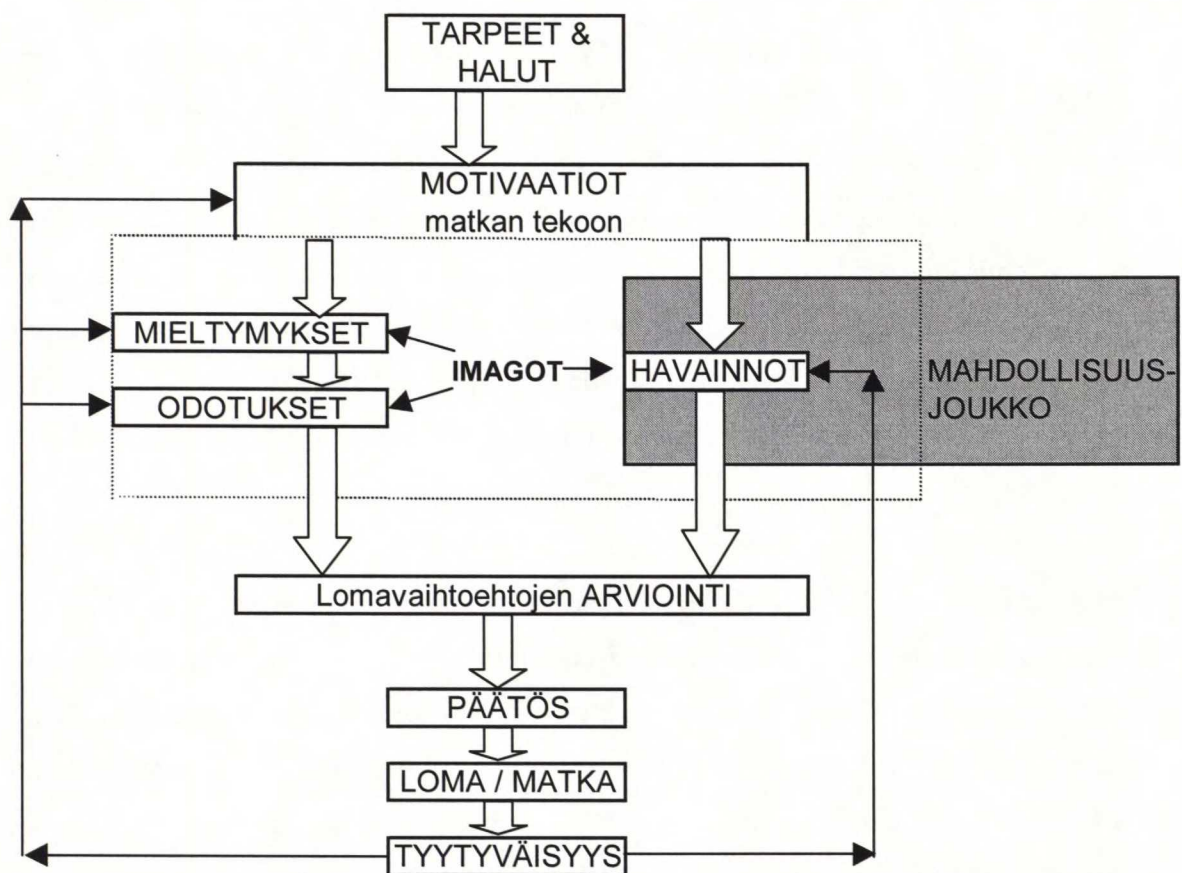 TARPEET &
HALUT
MOTIVAATIOT
matkan tekoon
MIELTYMYKSET
IMAGOT
HAVAINNOT
MAHDOLLISUUS-
JOUKKO
ODOTUKSET
Lomavaihtoehtojen ARVIOINTI
PÄÄTÖS
LOMA / MATKA
TYYTYVÄISYYS